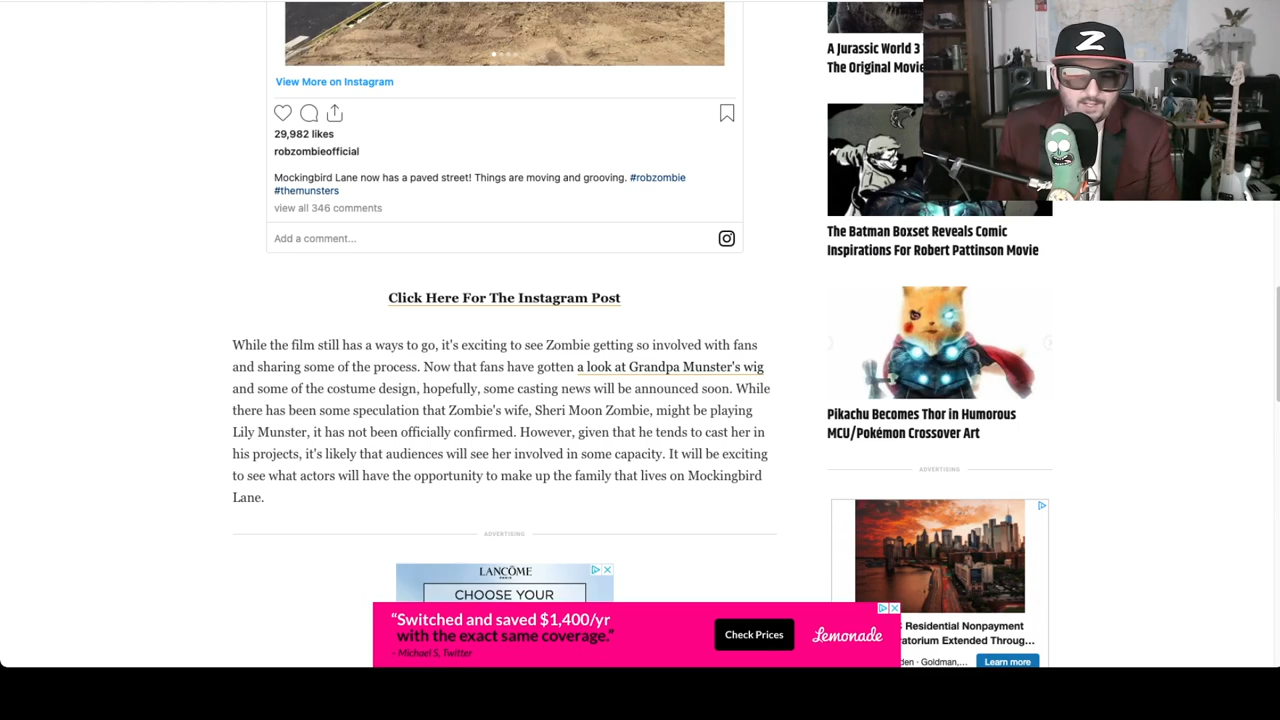 View More on Instagram
29,982 likes
robzombieofficial
Mockingbird Lane now has a paved street! Things are moving and grooving. #robzombie
#themunsters
view all 346 comments
Add a comment...
Click Here For The Instagram Post
While the film still has a ways to go, it's exciting to see Zombie getting so involved with fans
and sharing some of the process. Now that fans have gotten a look at Grandpa Munster's wig
and some of the costume design, hopefully, some casting news will be announced soon. While
there has been some speculation that Zombie's wife, Sheri Moon Zombie, might be playing
Lily Munster, it has not been officially confirmed. However, given that he tends to cast her in
his projects, it's likely that audiences will see her involved in some capacity. It will be exciting
to see what actors will have the opportunity to make up the family that lives on Mockingbird
Lane.
ADVERTISING
LANCÔME
PARIS
CHOOSE YOUR
"Switched and saved $1,400/yr
with the exact same coverage."
- Michael S, Twitter
Check Prices
Lemonade
A Jurassic World 3
The Original Movie
Z
The Batman Boxset Reveals Comic
Inspirations For Robert Pattinson Movie
Pikachu Becomes Thor in Humorous
MCU/Pokémon Crossover Art
ADVERTISING
Residential Nonpayment
ratorium Extended Throug...
den - Goldman,...
Learn more